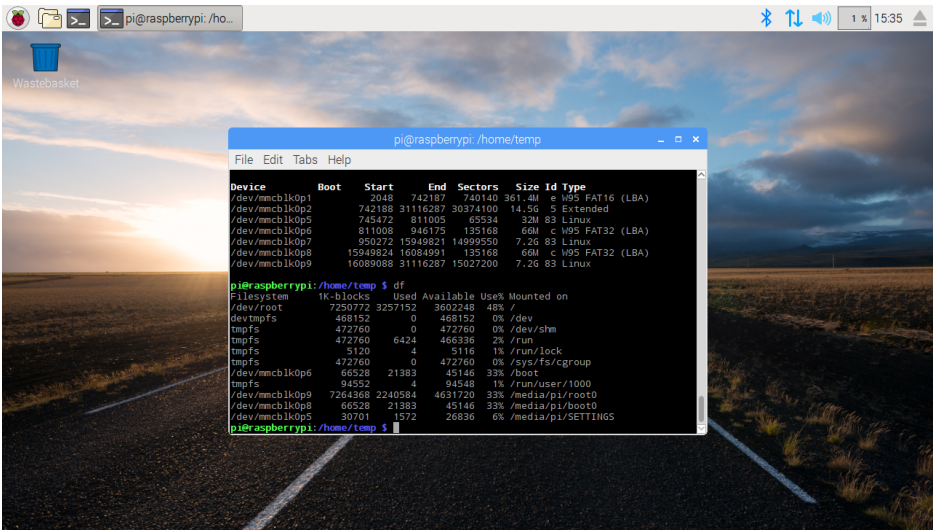 pi@raspberrypi: /ho...
1 %
15:35
Wastebasket
pi@raspberrypi: /home/temp
File Edit Tabs Help
Device Boot Start End Sectors Size Id Type
/dev/mmcblk0p1 2048 742187 740140 361.4M e W95 FAT16 (LBA)
/dev/mmcblk0p2 742188 31116287 30374100 14.5G 5 Extended
/dev/mmcblk0p5 745472 811005 65534 32M 83 Linux
/dev/mmcblk0p6 811008 946175 135168 66M c W95 FAT32 (LBA)
/dev/mmcblk0p7 950272 15949821 14999550 7.2G 83 Linux
/dev/mmcblk0p8 15949824 16084991 135168 66M c W95 FAT32 (LBA)
/dev/mmcblk0p9 16089088 31116287 15027200 7.2G 83 Linux
pi@raspberrypi:/home/temp $ df
Filesystem 1K-blocks Used Available Use% Mounted on
/dev/root 7250772 3257152 3602248 48% /
devtmpfs 468152 0 468152 0% /dev
tmpfs 472760 0 472760 0% /dev/shm
tmpfs 472760 6424 466336 2% /run
tmpfs 5120 4 5116 1% /run/lock
tmpfs 472760 0 472760 0% /sys/fs/cgroup
/dev/mmcblk0p6 66528 21383 45146 33% /boot
tmpfs 94552 4 94548 1% /run/user/1000
/dev/mmcblk0p9 7264368 2240584 4631720 33% /media/pi/root0
/dev/mmcblk0p8 66528 21383 45146 33% /media/pi/boot0
/dev/mmcblk0p5 30701 1572 26836 6% /media/pi/SETTINGS
pi@raspberrypi:/home/temp $